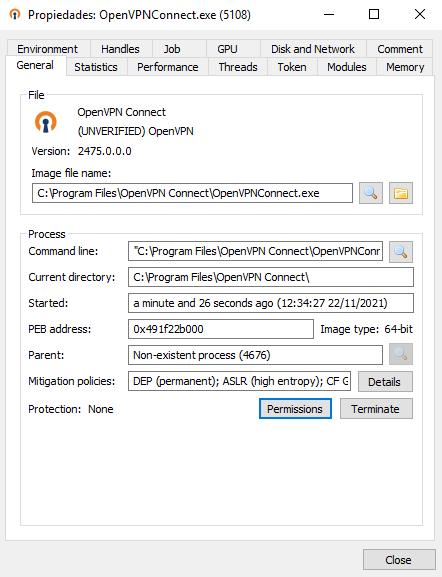 Propiedades: OpenVPNConnect.exe (5108)
Environment Handles Job GPU Disk and Network Comment
General Statistics Performance Threads Token Modules Memory
File
OpenVPN Connect
(UNVERIFIED) OpenVPN
Version: 2475.0.0.0
Image file name:
C:\Program Files\OpenVPN Connect\OpenVPNConnect.exe
Process
Command line: "C:\Program Files\OpenVPN Connect\OpenVPNConr
Current directory: C:\Program Files\OpenVPN Connect\
Started: a minute and 26 seconds ago (12:34:27 22/11/2021)
PEB address: 0x491f22b000 Image type: 64-bit
Parent: Non-existent process (4676)
Mitigation policies: DEP (permanent); ASLR (high entropy); CF G Details
Protection: None Permissions Terminate
Close